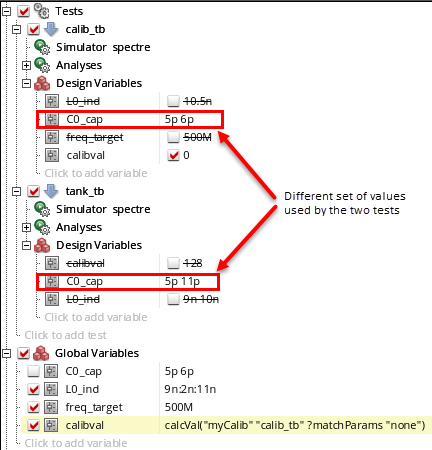 Tests
calib_tb
Simulator spectre
Analyses
Design Variables
L0_ind 10.5n
C0_cap 5p 6p
freq_target 500M
calibval 0
Click to add variable
Different set of values
used by the two tests
tank_tb
Simulator spectre
Analyses
Design Variables
calibval 128
C0_cap 5p 11p
L0_ind 9n 10n
Click to add variable
Click to add test
Global Variables
C0_cap 5p 6p
L0_ind 9n:2n:11n
freq_target 500M
calibval calcVal("myCalib" "calib_tb" ?matchParams "none")
Click to add variable